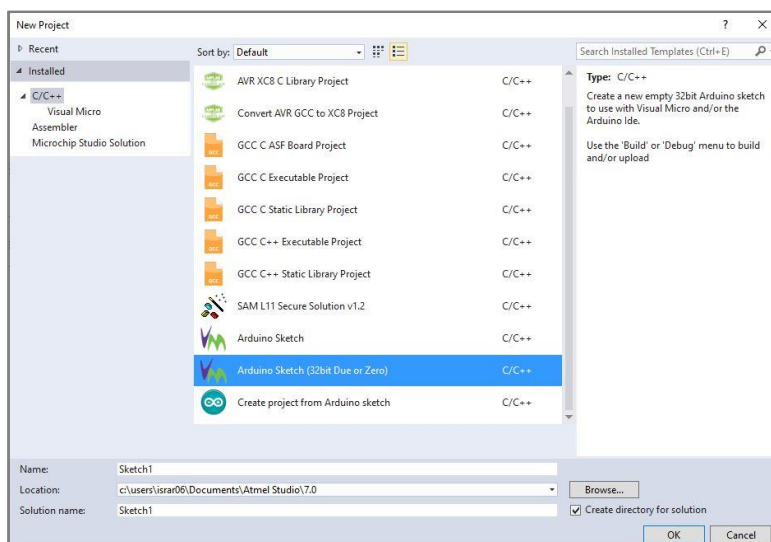 New Project
? X
Recent
Installed
C/C++
Visual Micro
Assembler
Microchip Studio Solution
Sort by: Default
Search Installed Templates (Ctrl+E)
AVR XC8 C Library Project C/C++
Convert AVR GCC to XC8 Project C/C++
GCC C ASF Board Project C/C++
GCC C Executable Project C/C++
GCC C Static Library Project C/C++
GCC C++ Executable Project C/C++
GCC C++ Static Library Project C/C++
SAM L11 Secure Solution v1.2 C/C++
Arduino Sketch C/C++
Arduino Sketch (32bit Due or Zero) C/C++
Create project from Arduino sketch C/C++
Type: C/C++
Create a new empty 32bit Arduino sketch
to use with Visual Micro and/or the
Arduino Ide.
Use the 'Build' or 'Debug' menu to build
and/or upload
Name: Sketch1
Location: c:\users\israr06\Documents\Atmel Studio\7.0
Browse...
Solution name: Sketch1
Create directory for solution
OK Cancel